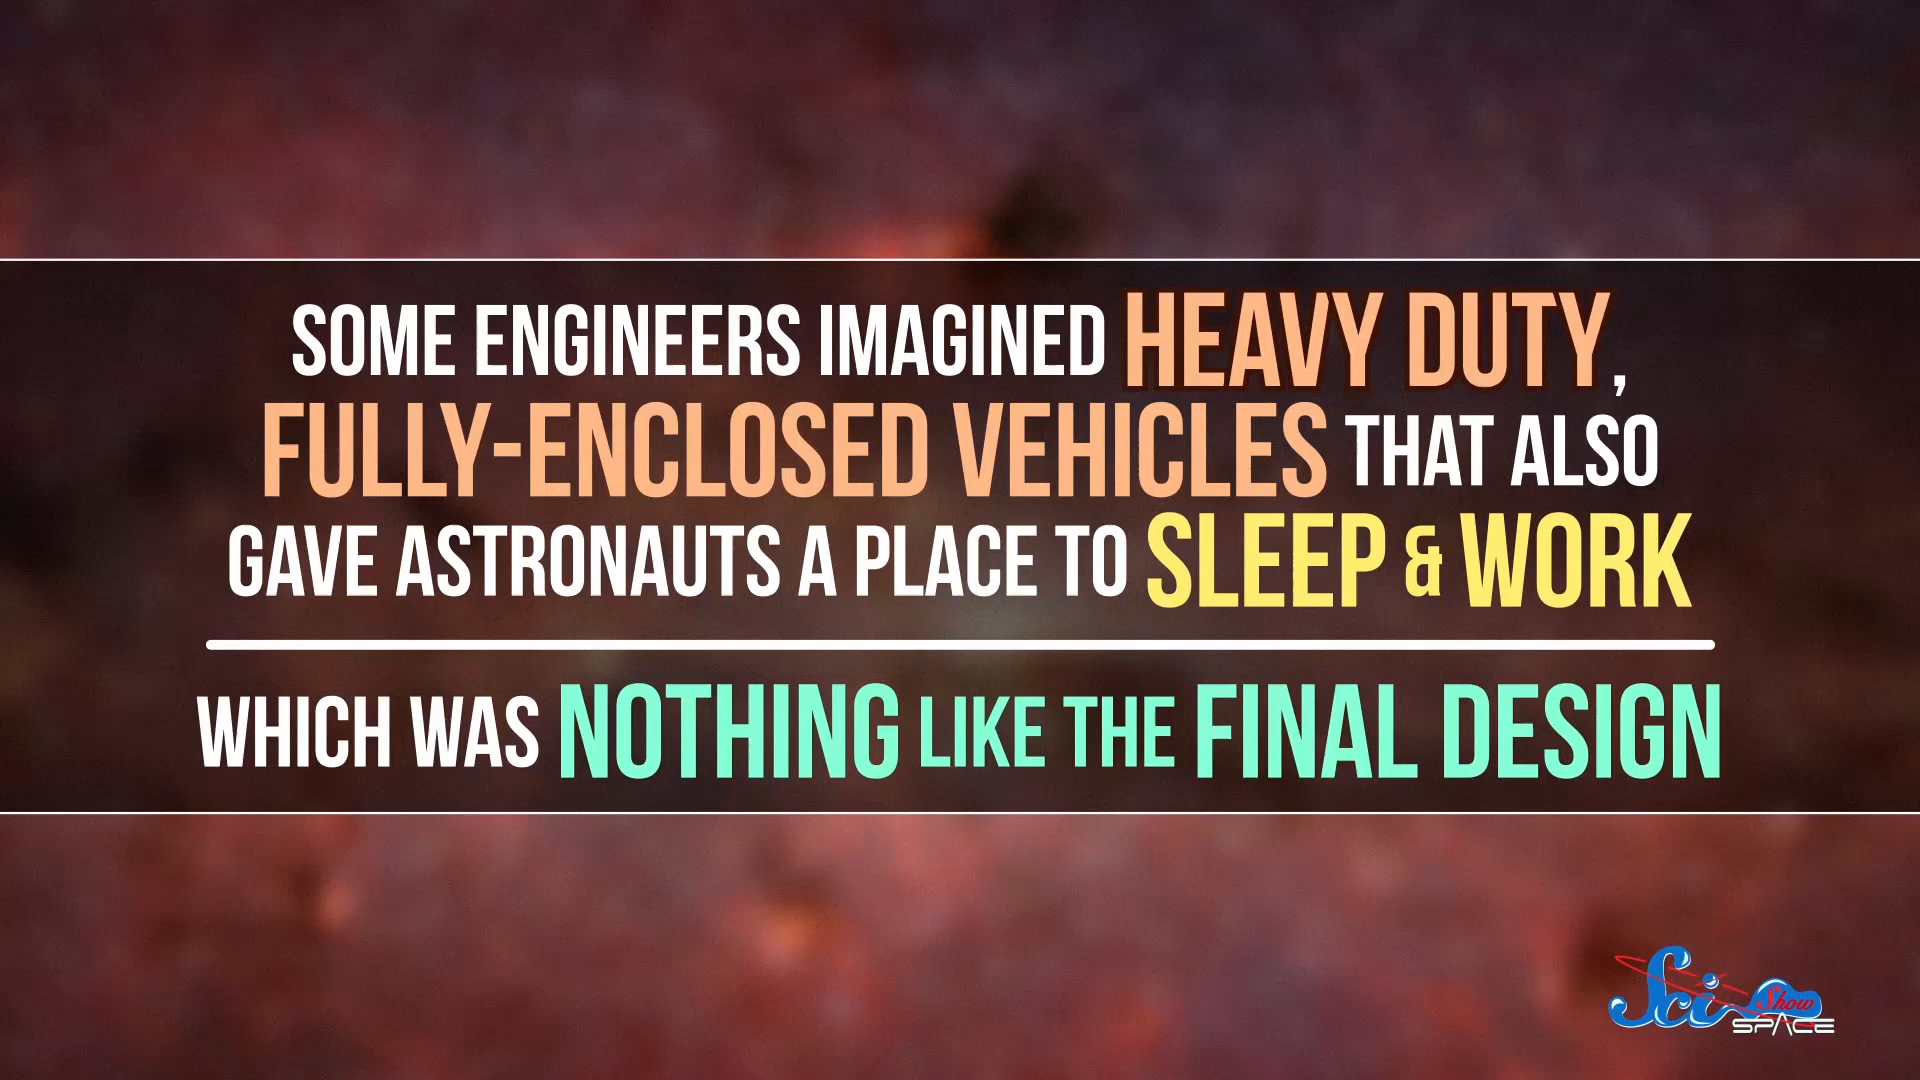 SOME ENGINEERS IMAGINED HEAVY DUTY,
FULLY-ENCLOSED VEHICLES THAT ALSO
GAVE ASTRONAUTS A PLACE TO SLEEP & WORK
WHICH WAS NOTHING LIKE THE FINAL DESIGN
Sci Show
SPACE